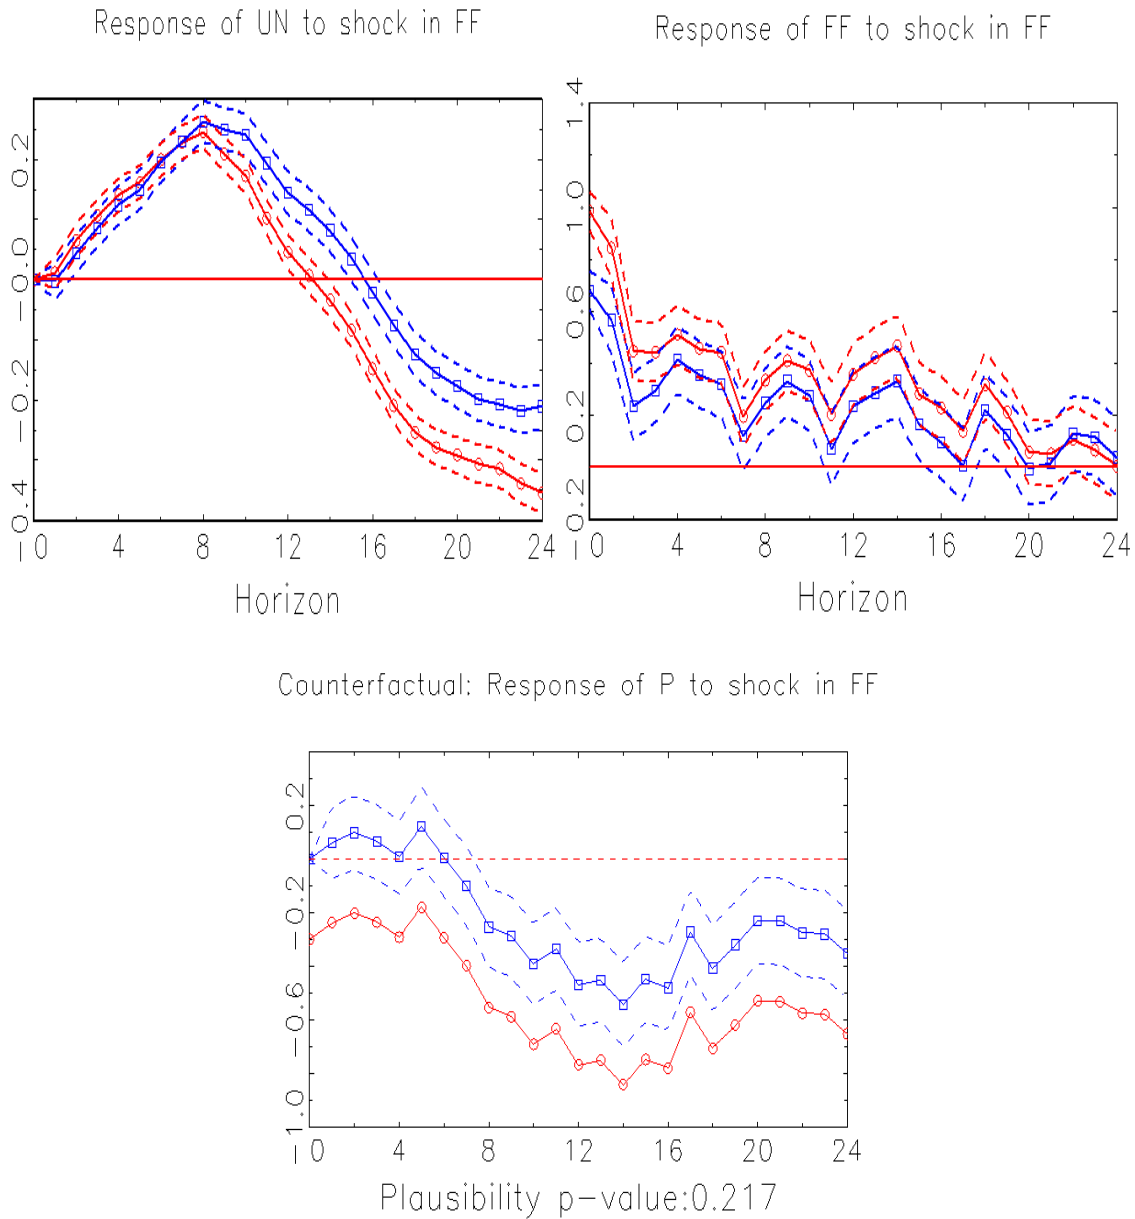 Response of UN to shock in FF
Response of FF to shock in FF
0.2
−0.0
−0.2
−0.4
0 4 8 12 16 20 24
Horizon
1.4
1.0
0.6
0.2
−0.2
0 4 8 12 16 20 24
Horizon
Counterfactual: Response of P to shock in FF
0.2
−0.2
−0.6
−1.0
0 4 8 12 16 20 24
Plausibility p−value:0.217